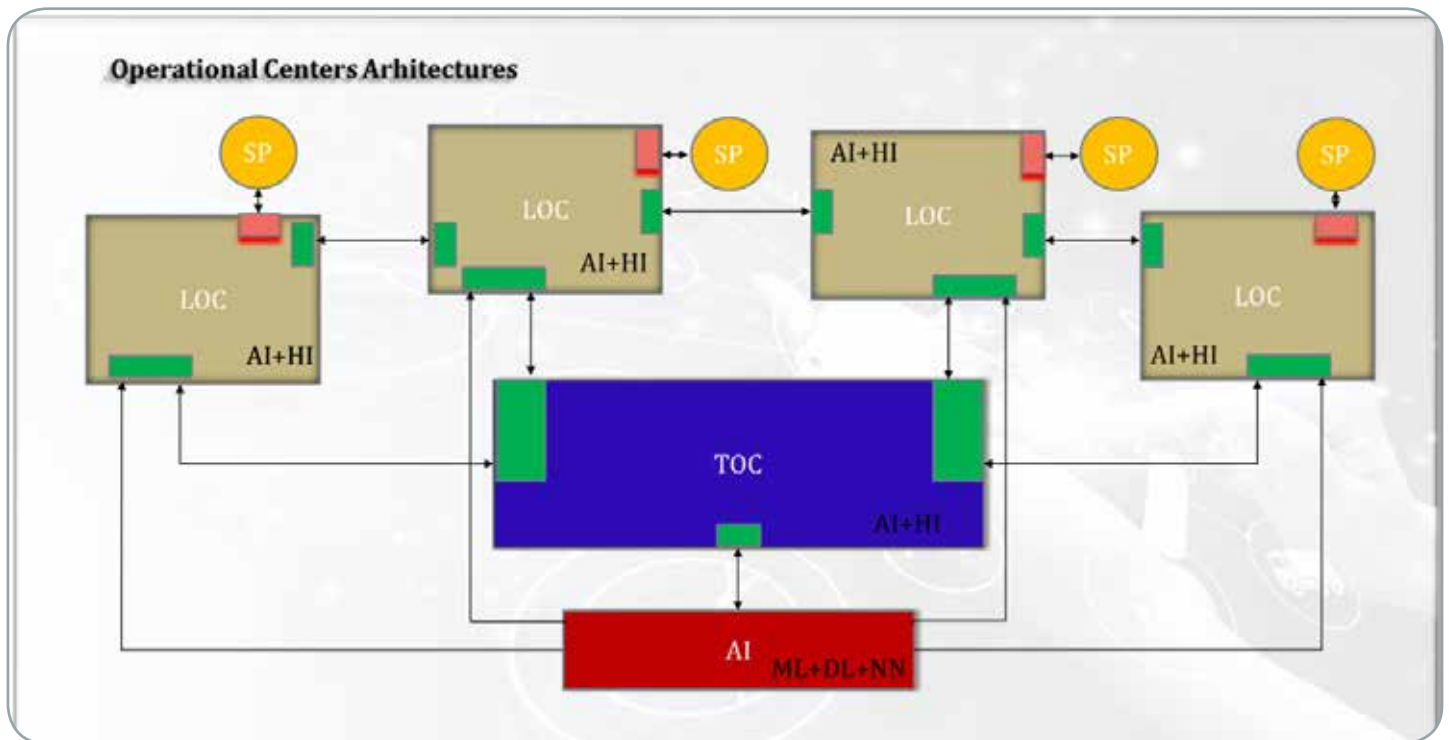 Operational Centers Arhitectures
SP
SP
SP
SP
LOC
AI+HI
LOC
AI+HI
AI+HI
LOC
LOC
AI+HI
TOC
AI+HI
AI
ML+DL+NN